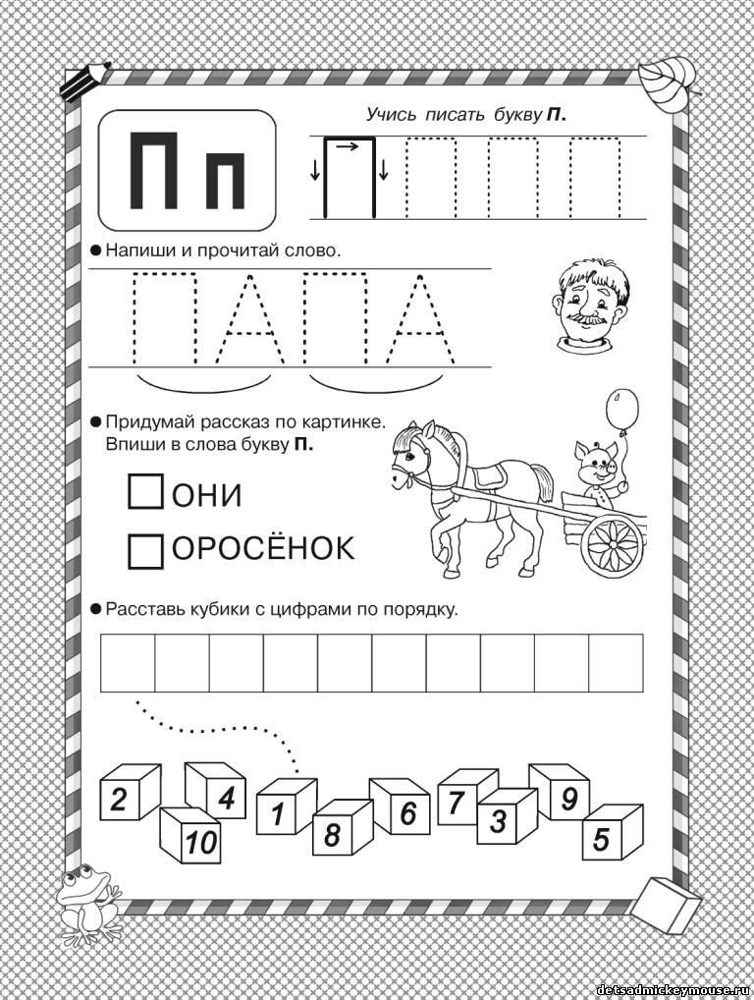 П п
Учись писать букву П.
П П П П
Напиши и прочитай слово.
ПАПА
Придумай рассказ по картинке.
Впиши в слова букву П.
ОНИ
ОРОСЁНОК
Расставь кубики с цифрами по порядку.
2 10 4 1 8 6 7 3 9 5
detsadmickeymouse.ru